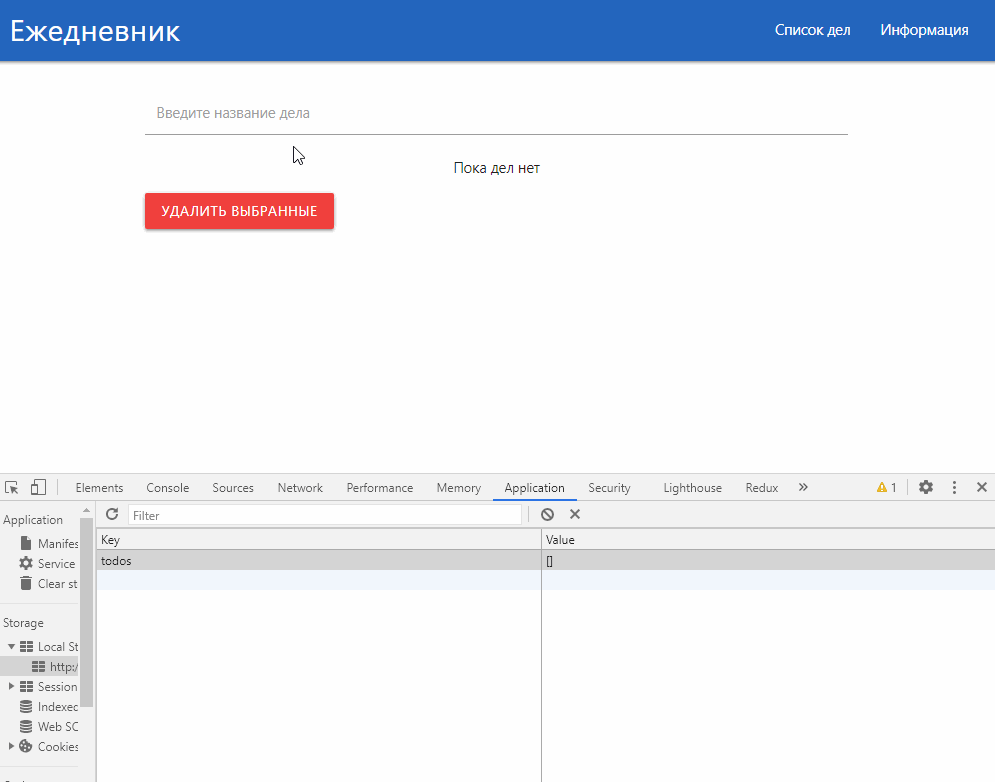 Ежедневник
Список дел Информация
Введите название дела
Пока дел нет
УДАЛИТЬ ВЫБРАННЫЕ
Elements Console Sources Network Performance Memory Application Security Lighthouse Redux » 1
Application
Filter
Manifes
Service
Clear st
Storage
Local St
http:/
Session
Indexed
Web SC
Cookies
Key Value
todos []